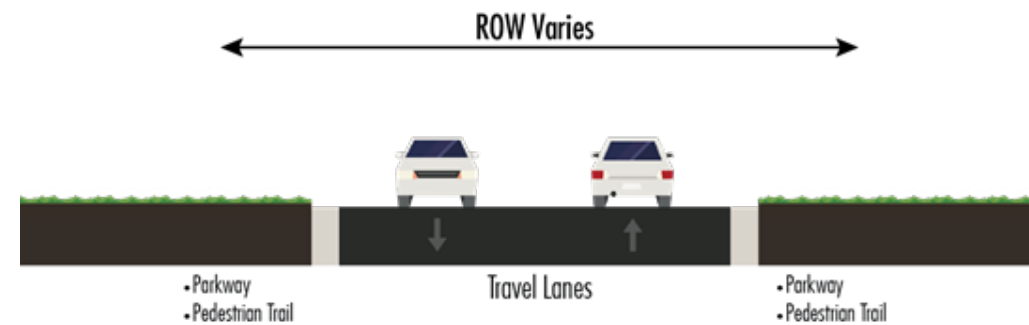 ROW Varies
• Parkway
• Pedestrian Trail
Travel Lanes
• Parkway
• Pedestrian Trail